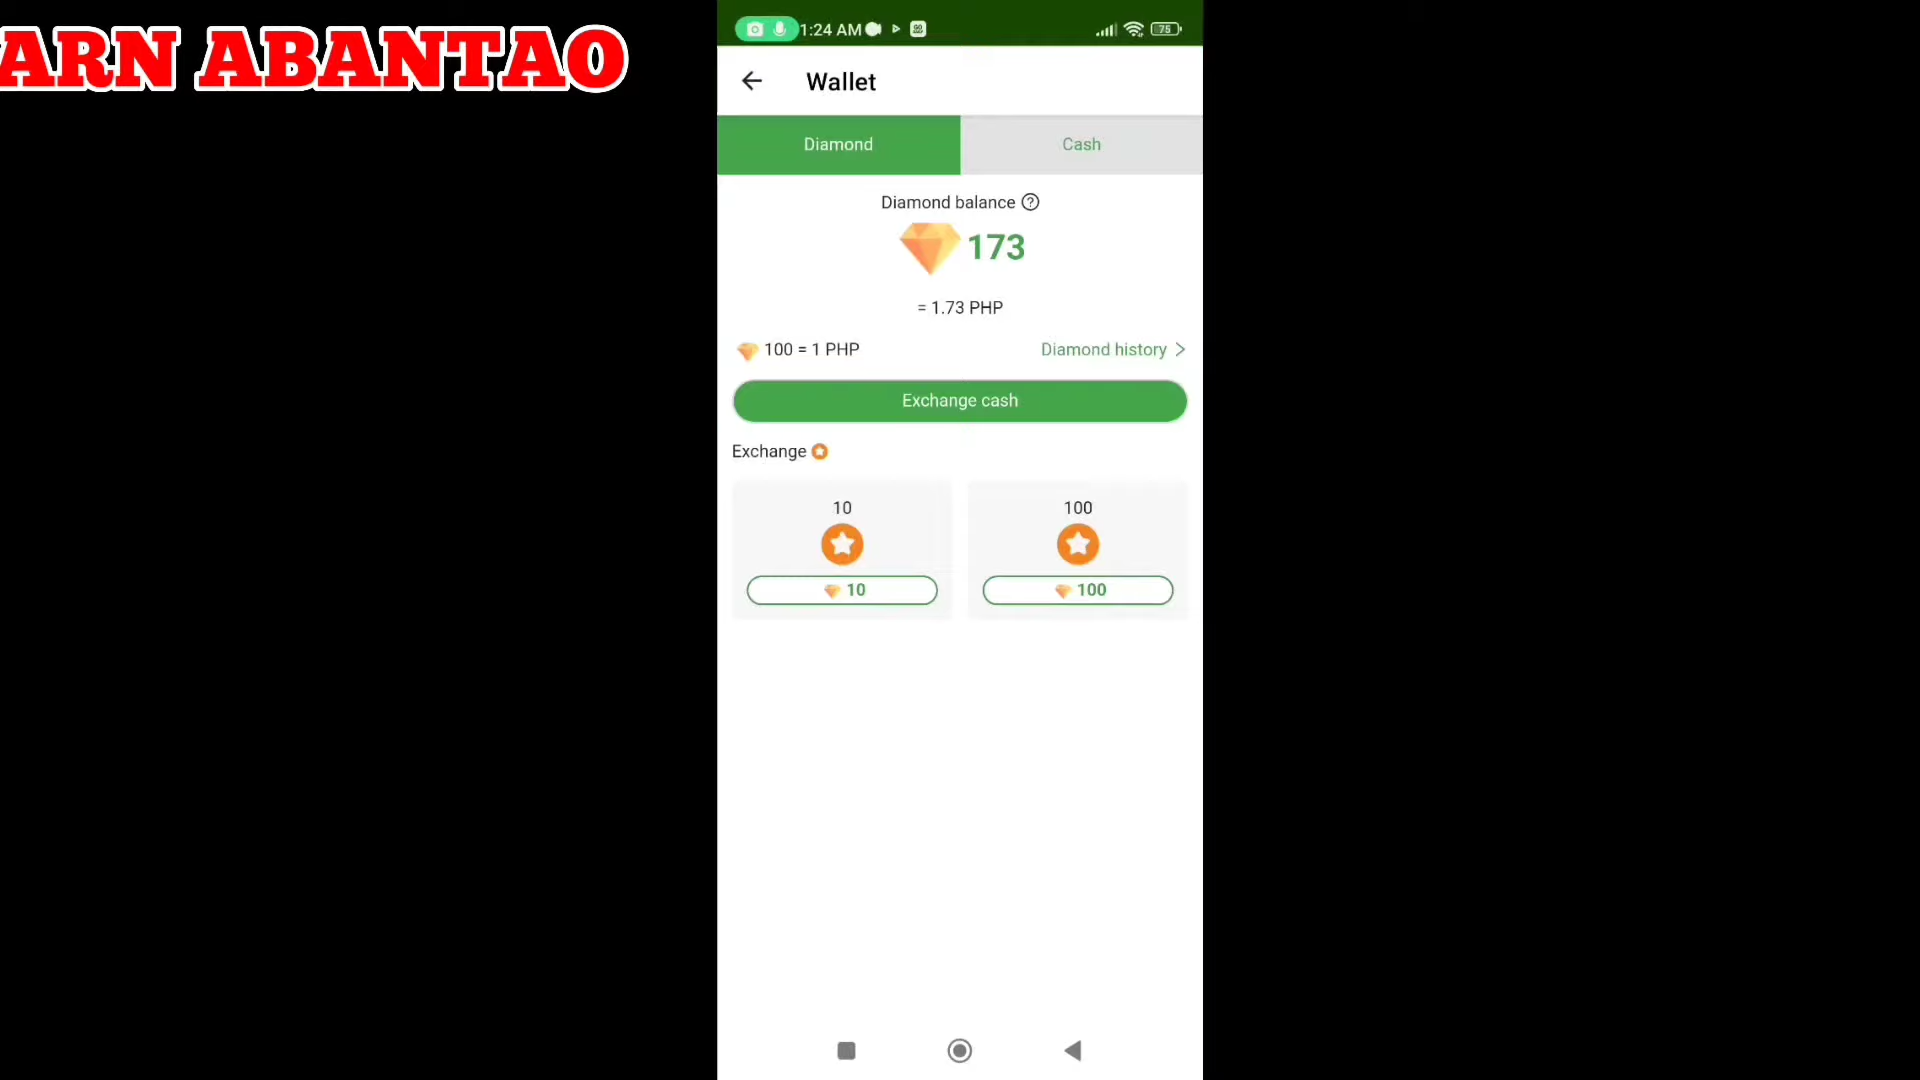 ARN ABANTAO
1:24 AM
75
Wallet
Diamond
Cash
Diamond balance
173
= 1.73 PHP
100 = 1 PHP
Diamond history
Exchange cash
Exchange
10
100
10
100